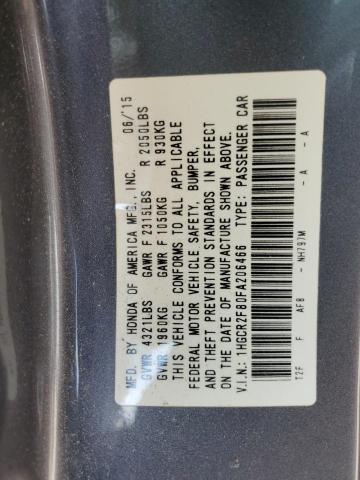 MFD. BY HONDA OF AMERICA MFG., INC. 06/'15
GVWR 4321LBS GAWR F 2315LBS R 2050LBS
GVWR 1960KG GAWR F 1050KG R 930KG
THIS VEHICLE CONFORMS TO ALL APPLICABLE
FEDERAL MOTOR VEHICLE SAFETY, BUMPER,
AND THEFT PREVENTION STANDARDS IN EFFECT
ON THE DATE OF MANUFACTURE SHOWN ABOVE.
V.I.N.: 1HGCR2F80FA206466 TYPE: PASSENGER CAR
T2F F AFB - NH797M - A - A